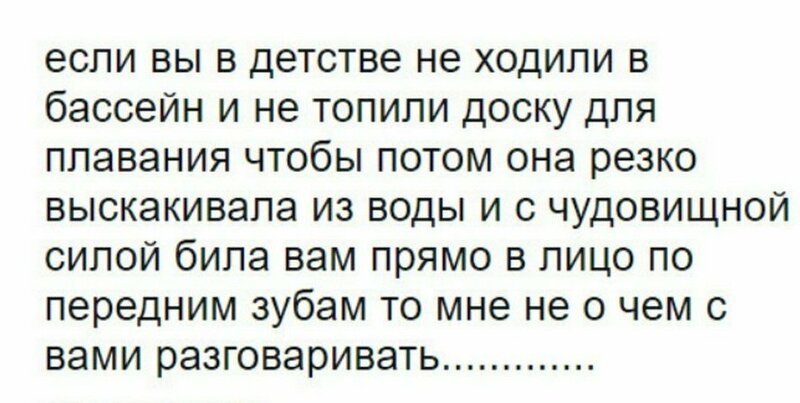 если вы в детстве не ходили в
бассейн и не топили доску для
плавания чтобы потом она резко
выскакивала из воды и с чудовищной
силой била вам прямо в лицо по
передним зубам то мне не о чем с
вами разговаривать.............